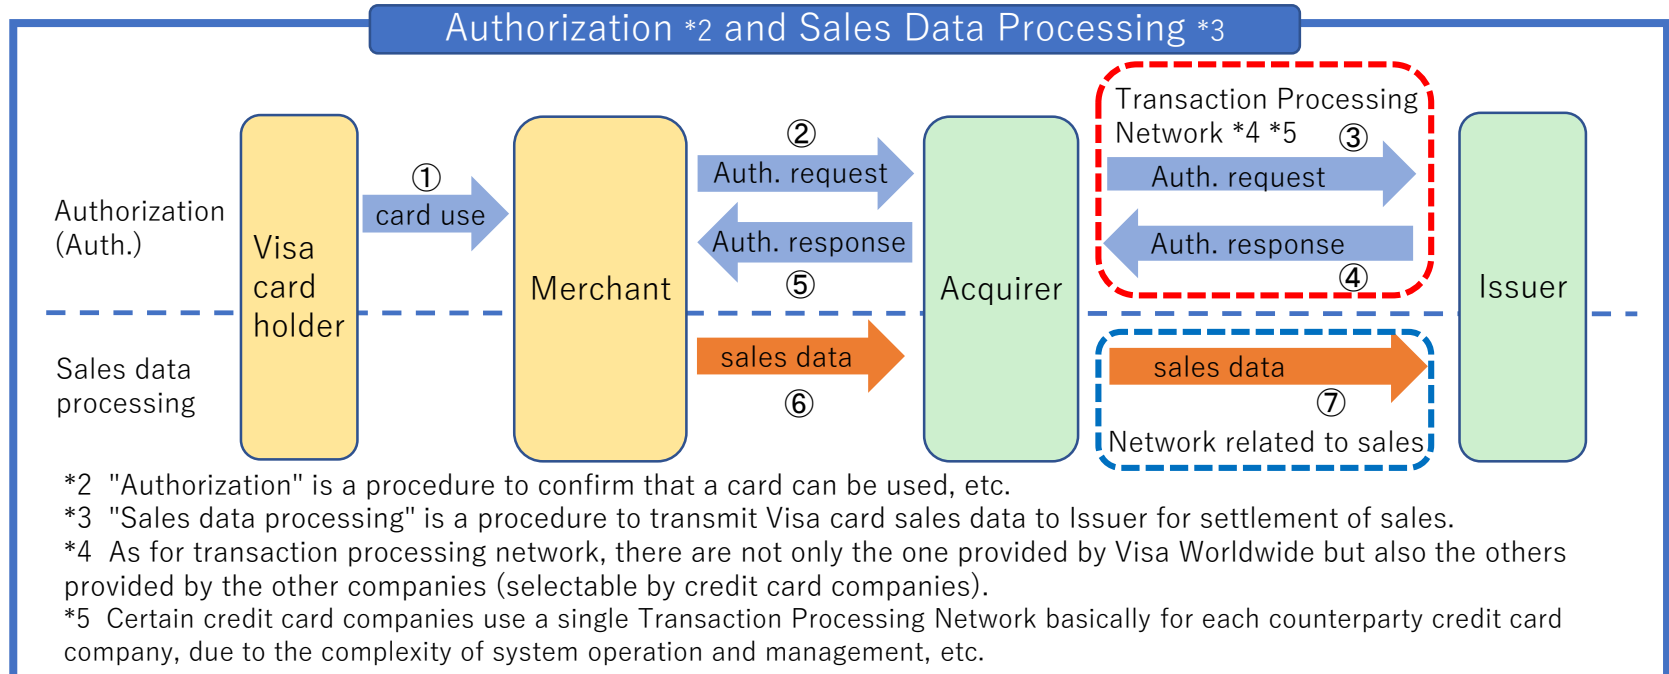 Authorization *2 and Sales Data Processing *3
Transaction Processing
Network *4 *5
③
②
Auth. request
Auth. request
①
card use
Authorization
(Auth.)
Auth. response
Auth. response
⑤
④
Visa
card
holder
Merchant
Acquirer
Issuer
Sales data
processing
sales data
sales data
⑥
⑦
Network related to sales
*2 "Authorization" is a procedure to confirm that a card can be used, etc.
*3 "Sales data processing" is a procedure to transmit Visa card sales data to Issuer for settlement of sales.
*4 As for transaction processing network, there are not only the one provided by Visa Worldwide but also the others
provided by the other companies (selectable by credit card companies).
*5 Certain credit card companies use a single Transaction Processing Network basically for each counterparty credit card
company, due to the complexity of system operation and management, etc.